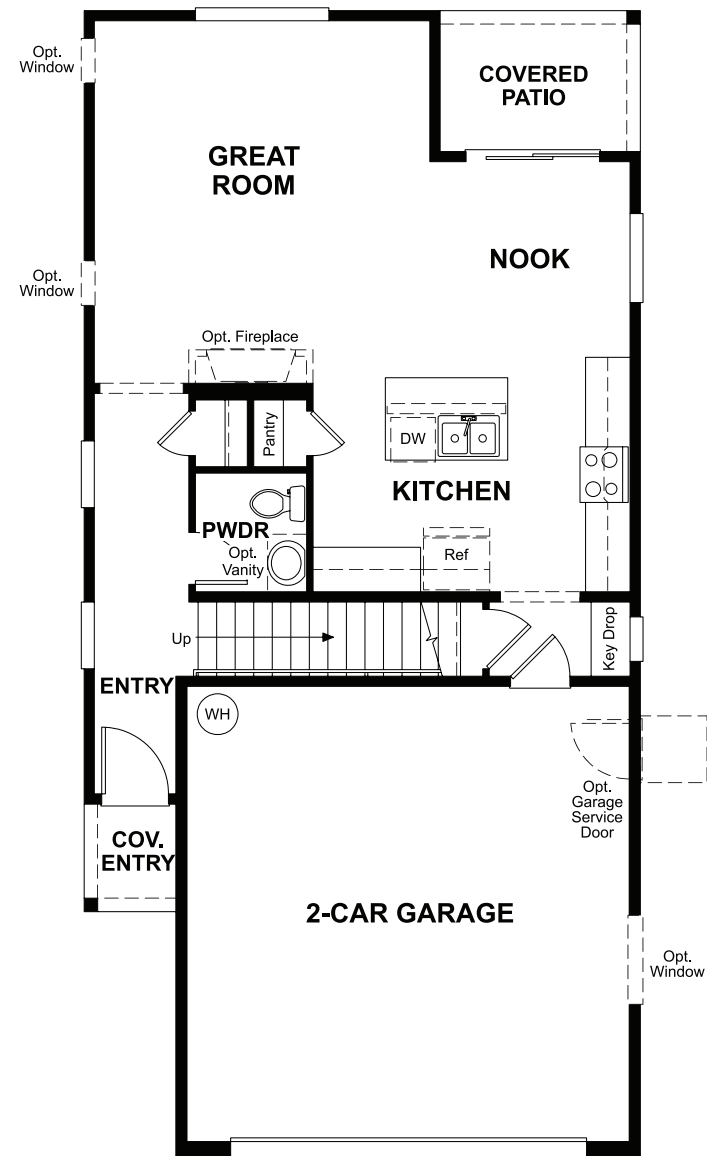 Opt.
Window
COVERED
PATIO
GREAT
ROOM
NOOK
Opt.
Window
Opt. Fireplace
Pantry
DW
KITCHEN
PWDR
Opt.
Vanity
Ref
Up
Key Drop
ENTRY
WH
Opt.
Garage
Service
Door
COV.
ENTRY
2-CAR GARAGE
Opt.
Window